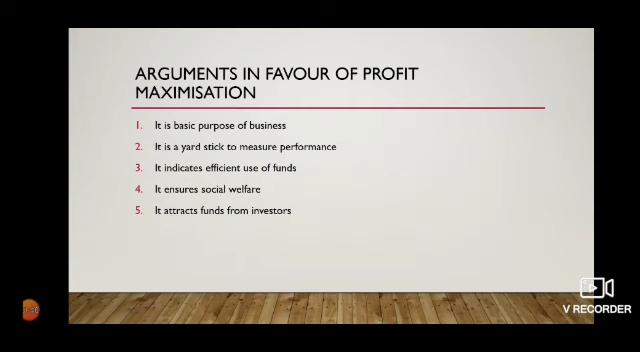 ARGUMENTS IN FAVOUR OF PROFIT
MAXIMISATION
1. It is basic purpose of business
2. It is a yard stick to measure performance
3. It indicates efficient use of funds
4. It ensures social welfare
5. It attracts funds from investors
V RECORDER